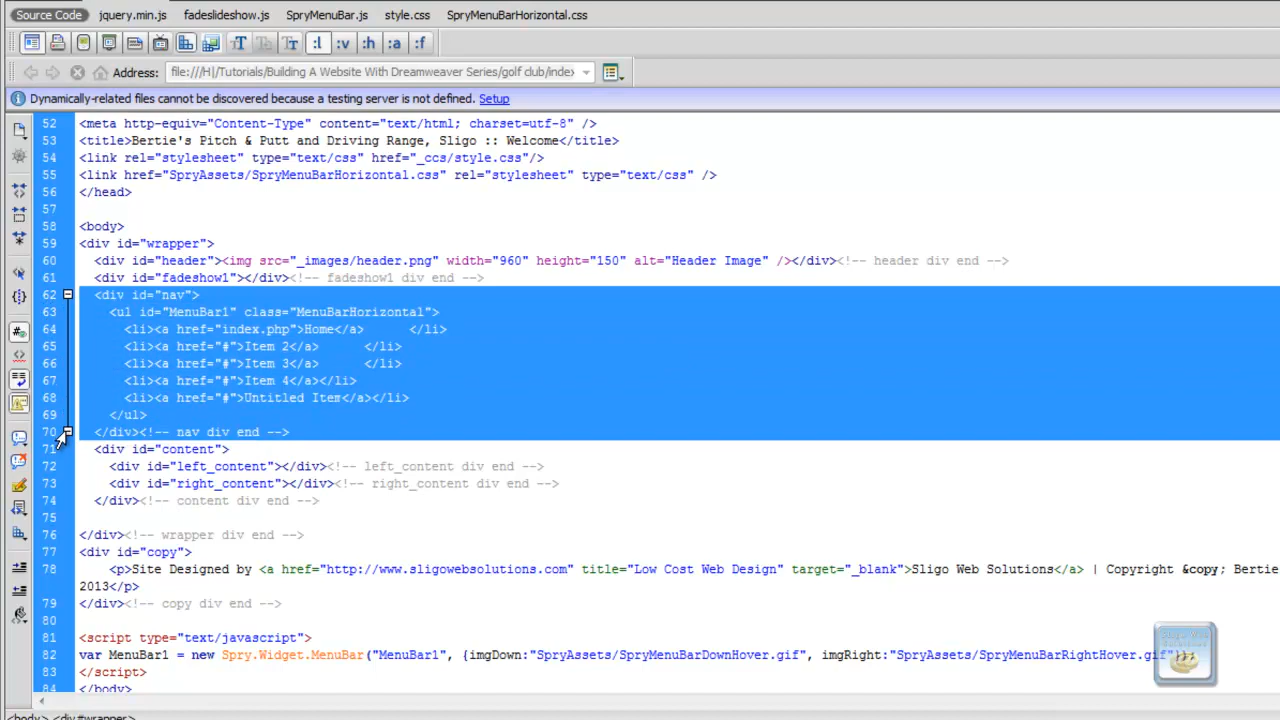 Source Code jquery.min.js fadeslideshow.js SpryMenuBar.js style.css SpryMenuBarHorizontal.css
:l :v :h :a :f
Address: file:///H|/Tutorials/Building A Website With Dreamweaver Series/golf club/index
Dynamically-related files cannot be discovered because a testing server is not defined. Setup
52 <meta http-equiv="Content-Type" content="text/html; charset=utf-8" />
53 <title>Bertie's Pitch & Putt and Driving Range, Sligo :: Welcome</title>
54 <link rel="stylesheet" type="text/css" href="_ccs/style.css"/>
55 <link href="SpryAssets/SpryMenuBarHorizontal.css" rel="stylesheet" type="text/css" />
56 </head>
57
58 <body>
59 <div id="wrapper">
60 <div id="header"><img src="_images/header.png" width="960" height="150" alt="Header Image" /></div><!-- header div end -->
61 <div id="fadeshow1"></div><!-- fadeshow1 div end -->
62 <div id="nav">
63 <ul id="MenuBar1" class="MenuBarHorizontal">
64 <li><a href="index.php">Home</a> </li>
65 <li><a href="#">Item 2</a> </li>
66 <li><a href="#">Item 3</a> </li>
67 <li><a href="#">Item 4</a></li>
68 <li><a href="#">Untitled Item</a></li>
69 </ul>
70 </div><!-- nav div end -->
71 <div id="content">
72 <div id="left_content"></div><!-- left_content div end -->
73 <div id="right_content"></div><!-- right_content div end -->
74 </div><!-- content div end -->
75
76 </div><!-- wrapper div end -->
77 <div id="copy">
78 <p>Site Designed by <a href="http://www.sligowebsolutions.com" title="Low Cost Web Design" target="_blank">Sligo Web Solutions</a> | Copyright &copy; Bertie
2013</p>
79 </div><!-- copy div end -->
80
81 <script type="text/javascript">
82 var MenuBar1 = new Spry.Widget.MenuBar("MenuBar1", {imgDown:"SpryAssets/SpryMenuBarDownHover.gif", imgRight:"SpryAssets/SpryMenuBarRightHover.gif"
83 </script>
84 </body>
<body> <div#wrapper>